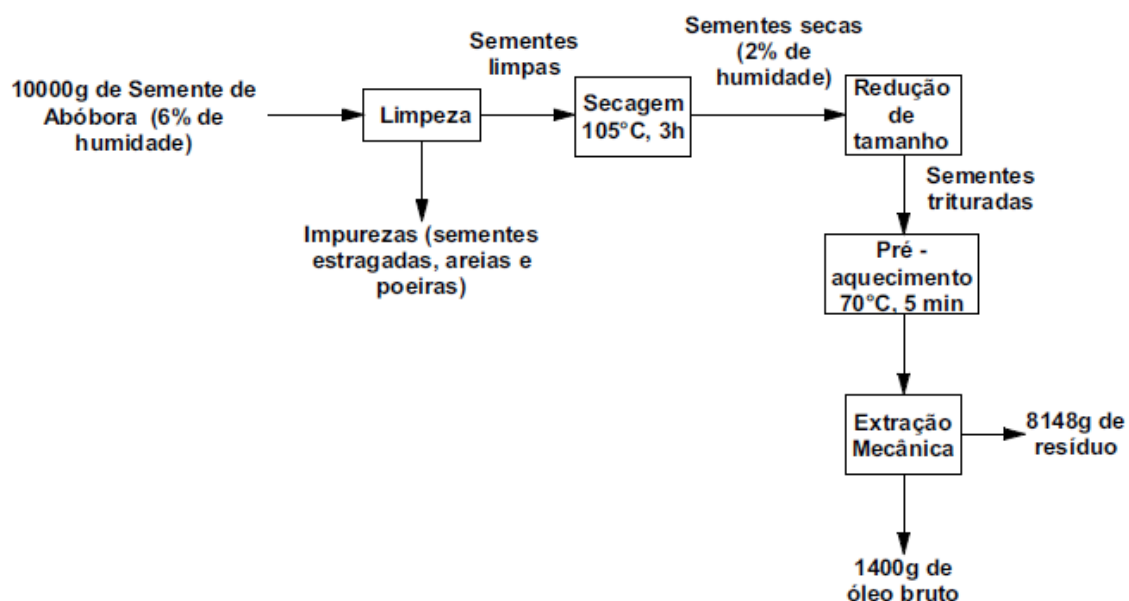 10000g de Semente de
Abóbora (6% de
humidade)
Limpeza
Impurezas (sementes
estragadas, areias e
poeiras)
Sementes
limpas
Secagem
105°C, 3h
Sementes secas
(2% de
humidade)
Redução
de
tamanho
Sementes
trituradas
Pré -
aquecimento
70°C, 5 min
Extração
Mecânica
8148g de
resíduo
1400g de
óleo bruto